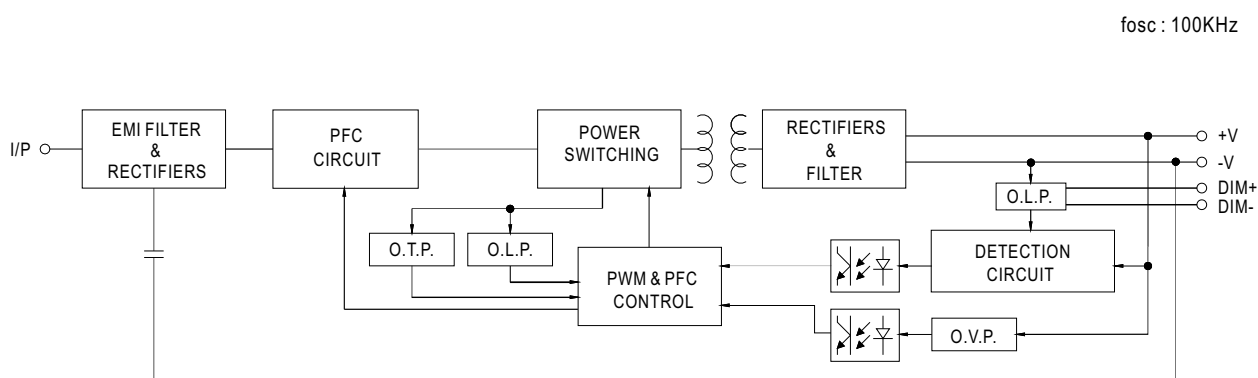 fosc : 100KHz
I/P
EMI FILTER
&
RECTIFIERS
PFC
CIRCUIT
POWER
SWITCHING
RECTIFIERS
&
FILTER
+V
-V
DIM+
DIM-
O.L.P.
O.T.P.
O.L.P.
PWM & PFC
CONTROL
DETECTION
CIRCUIT
O.V.P.